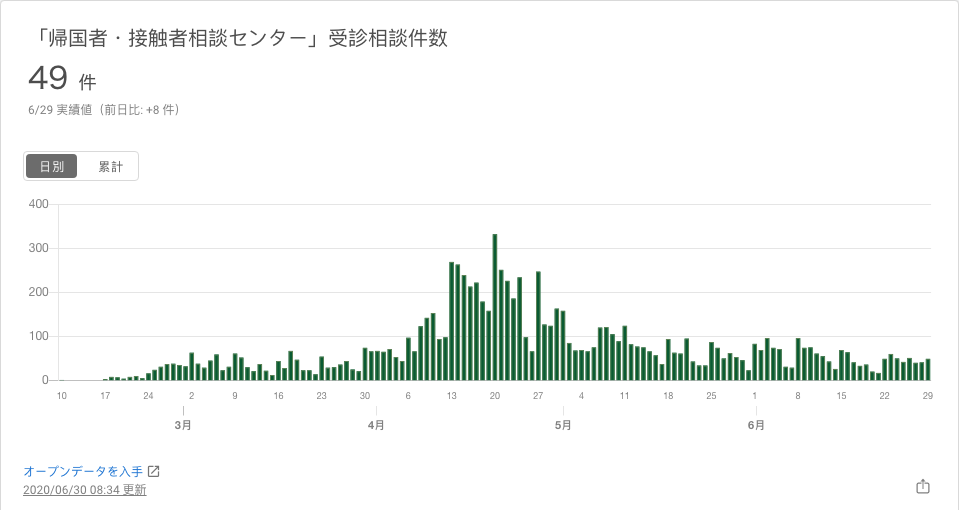 「帰国者・接触者相談センター」受診相談件数
49 件
6/29 実績値（前日比: +8 件）
日別 累計
400
300
200
100
0
10 17 24 2 9 16 23 30 6 13 20 27 4 11 18 25 1 8 15 22 29
3月 4月 5月 6月
オープンデータを入手
2020/06/30 08:34 更新